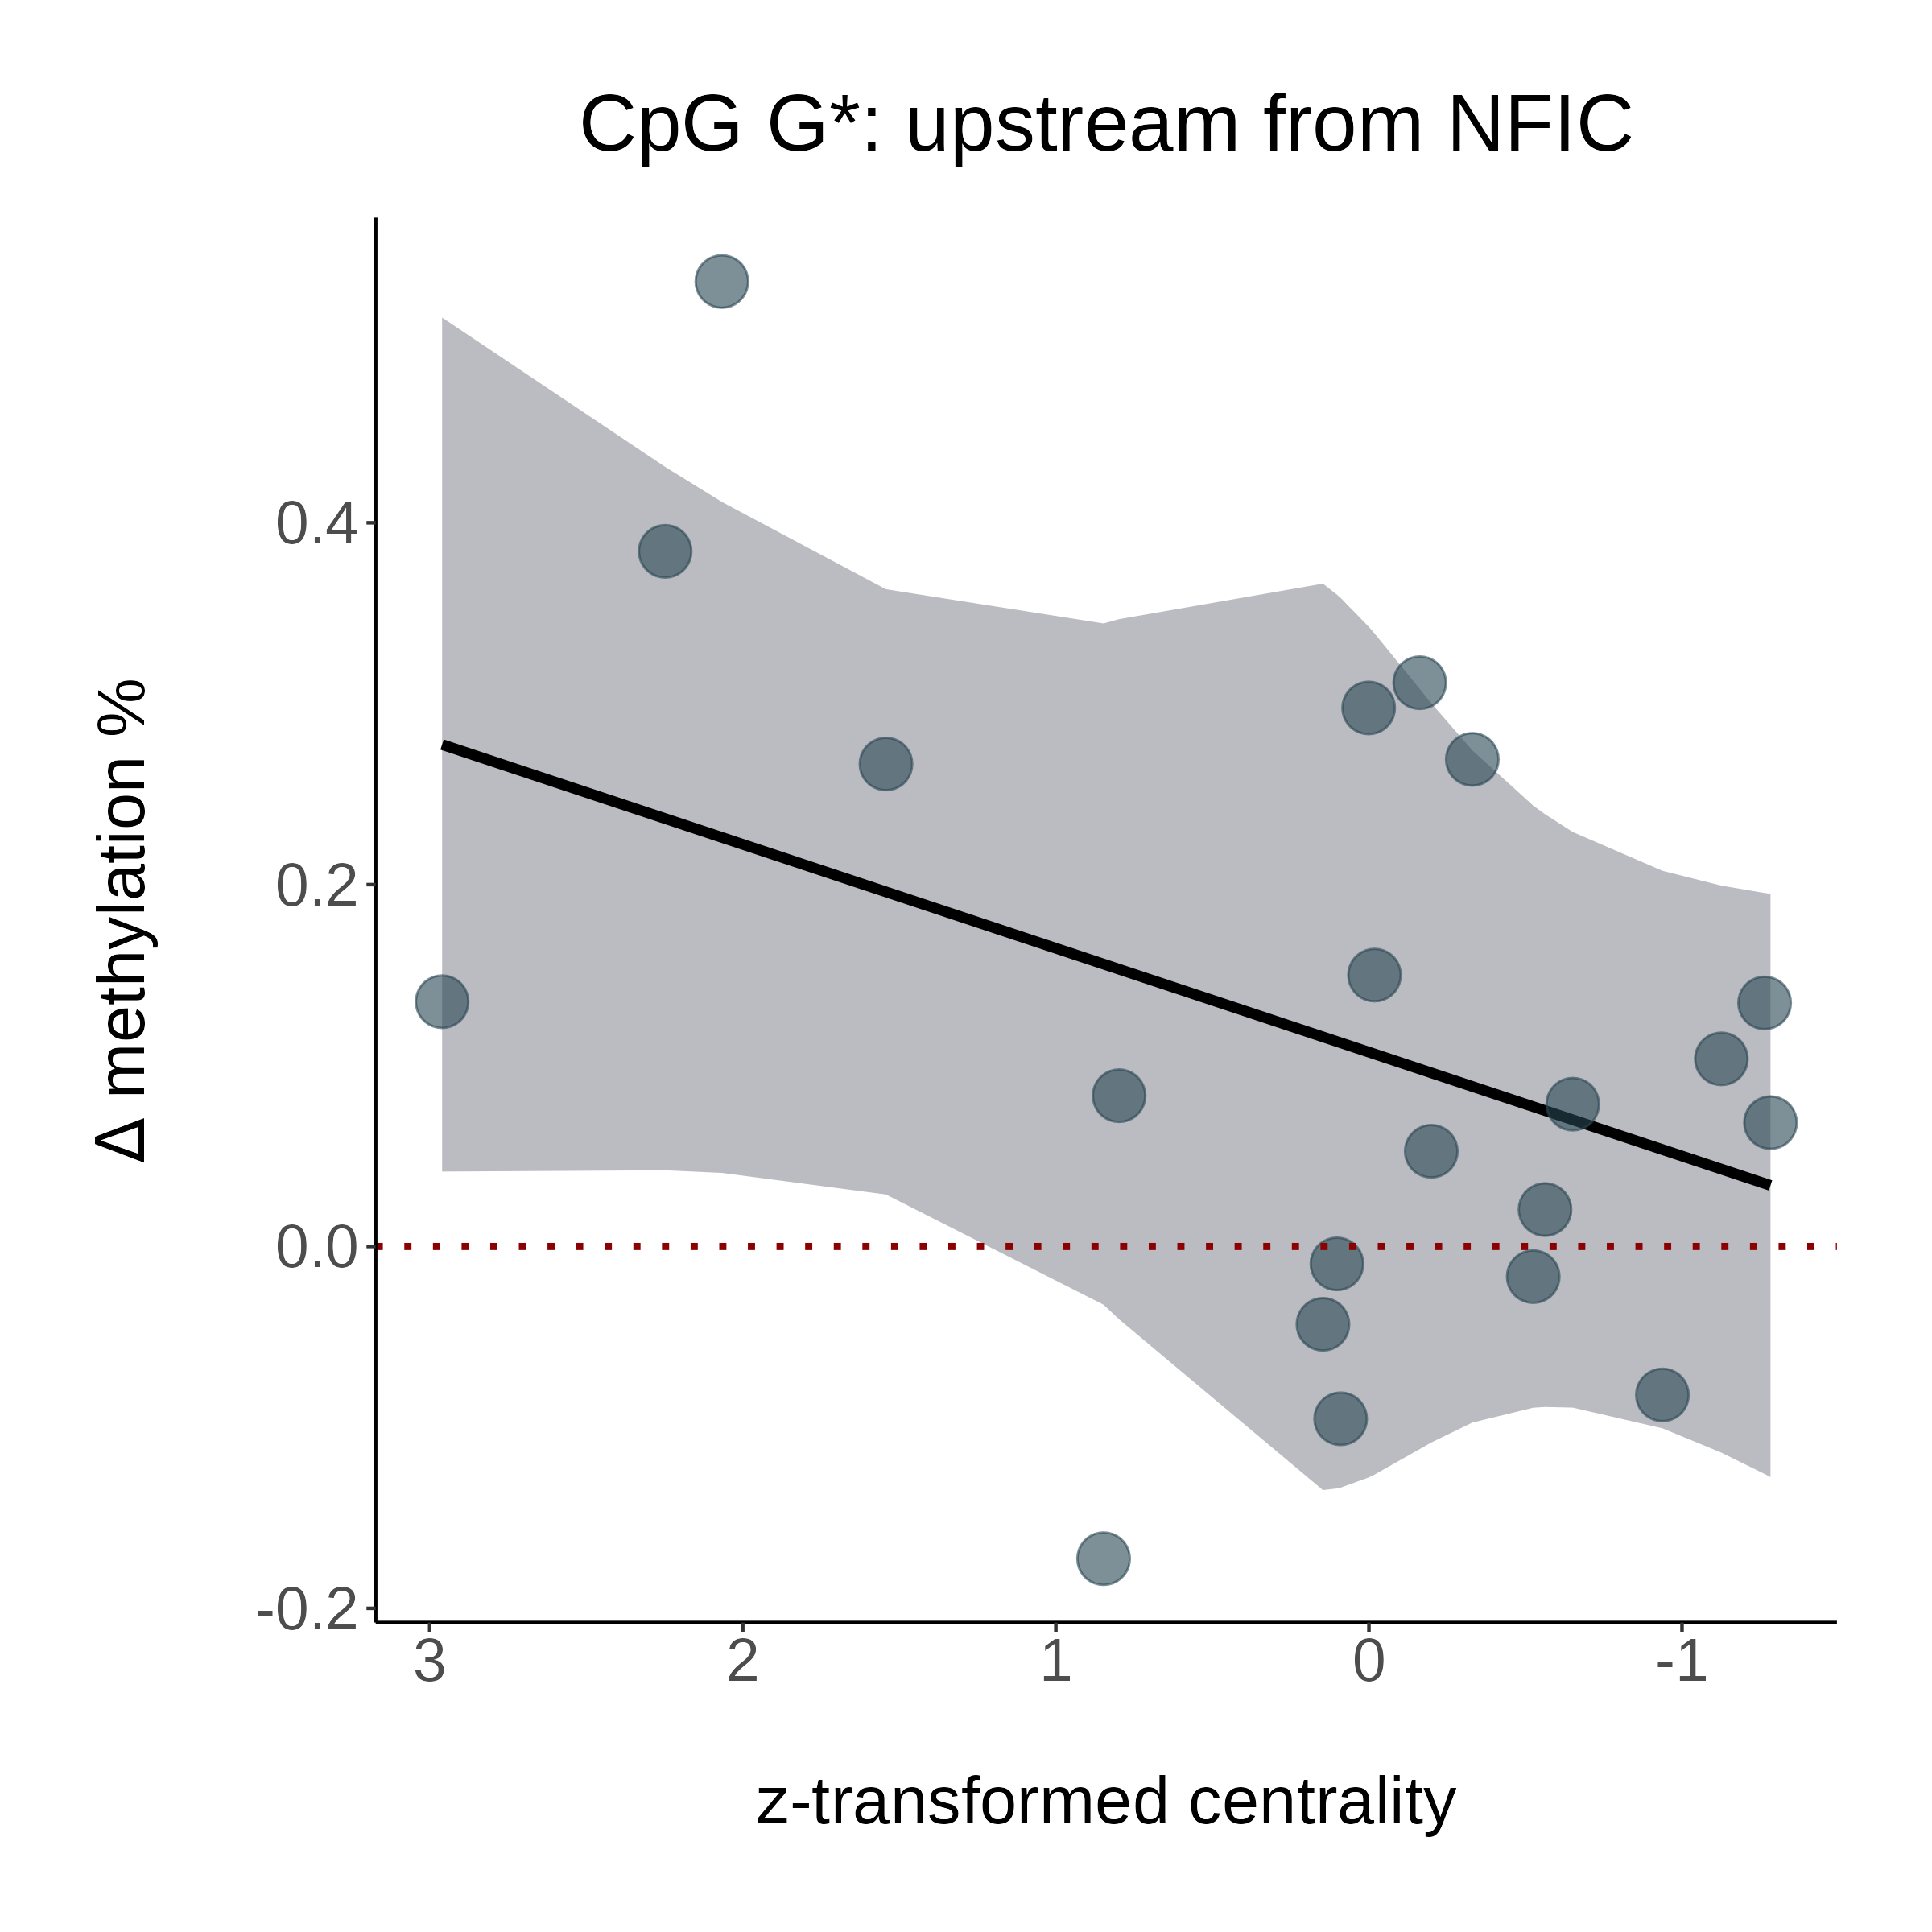 CpG G*: upstream from NFIC
Δ methylation %
0.4
0.2
0.0
-0.2
3 2 1 0 -1
z-transformed centrality